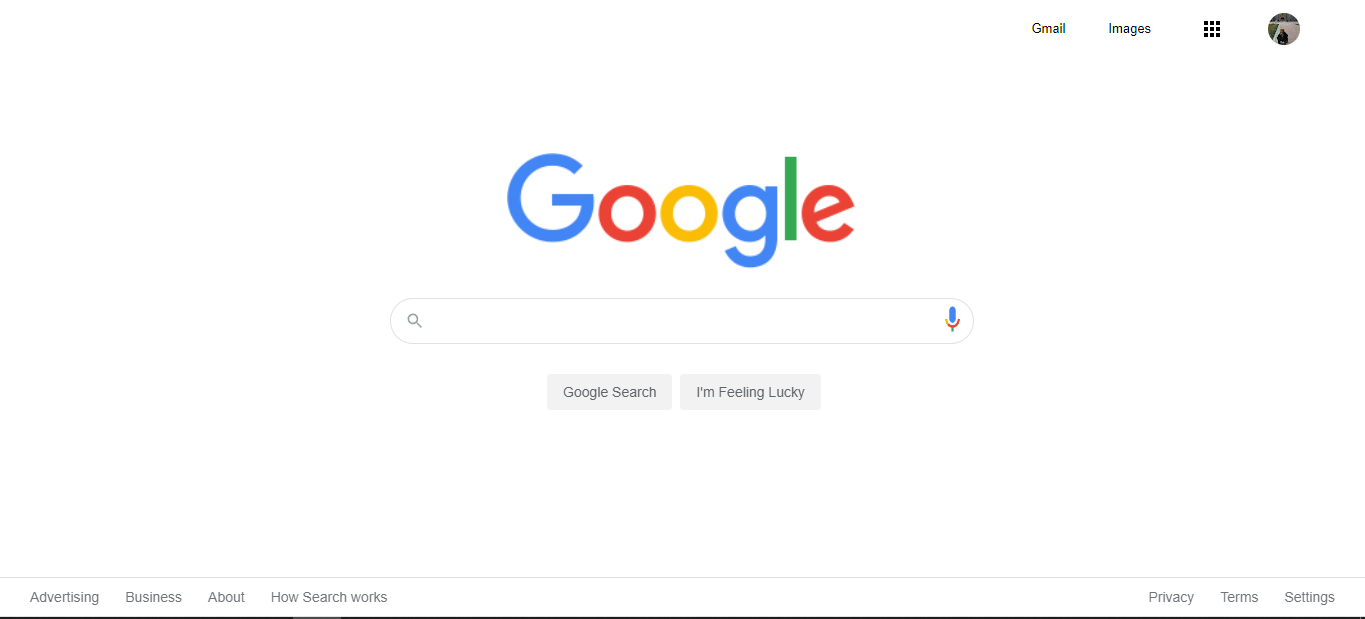 Gmail Images
Google
Google Search I'm Feeling Lucky
Advertising Business About How Search works Privacy Terms Settings